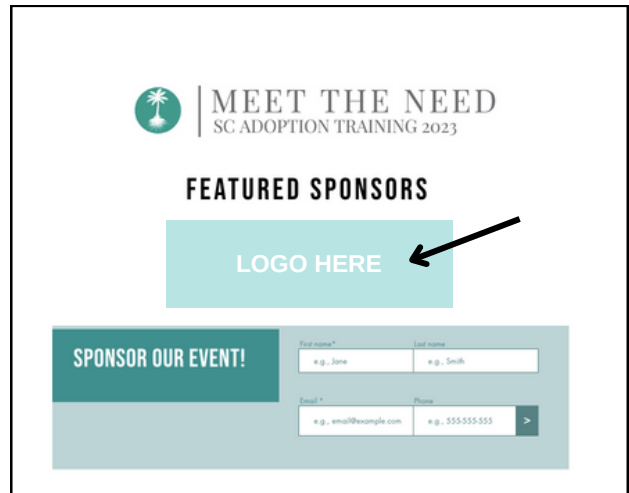 MEET THE NEED
SC ADOPTION TRAINING 2023
FEATURED SPONSORS
LOGO HERE
SPONSOR OUR EVENT!
First name* Last name
e.g., Jane e.g., Smith
Email * Phone
e.g., email@example.com e.g., 555-555-555 >